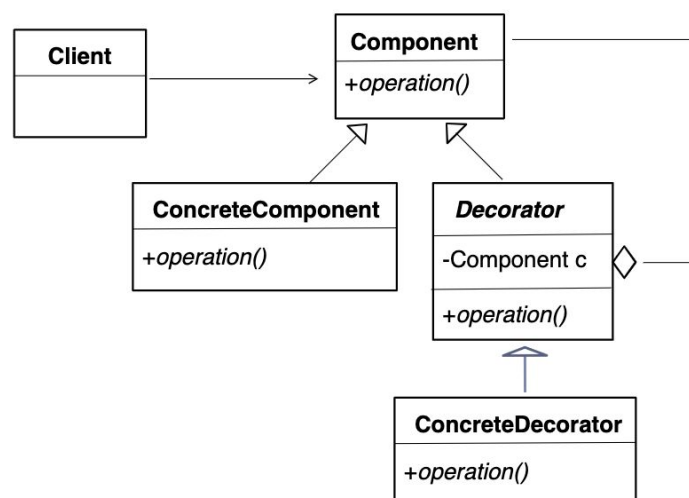 Client
Component
+operation()
ConcreteComponent
+operation()
Decorator
-Component c
+operation()
ConcreteDecorator
+operation()